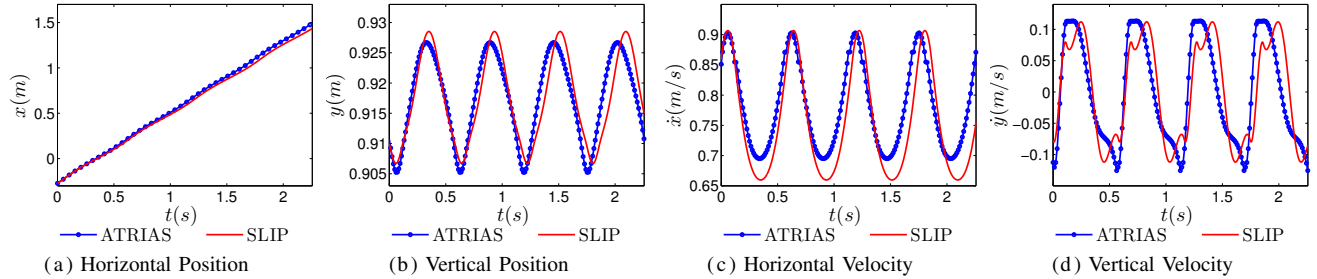 1.5
1
0.5
0
x(m)
0 0.5 1 1.5 2
t(s)
ATRIAS SLIP
(a) Horizontal Position
0.93
0.925
0.92
0.915
0.91
0.905
y(m)
0 0.5 1 1.5 2
t(s)
ATRIAS SLIP
(b) Vertical Position
0.9
0.85
0.8
0.75
0.7
0.65
ẋ(m/s)
0 0.5 1 1.5 2
t(s)
ATRIAS SLIP
(c) Horizontal Velocity
0.1
0.05
0
−0.05
−0.1
ẏ(m/s)
0 0.5 1 1.5 2
t(s)
ATRIAS SLIP
(d) Vertical Velocity